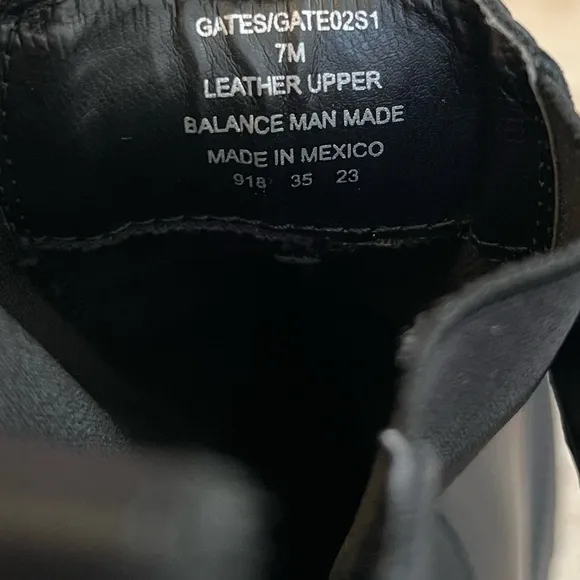 GATES/GATE02S1
7M
LEATHER UPPER
BALANCE MAN MADE
MADE IN MEXICO
918 35 23